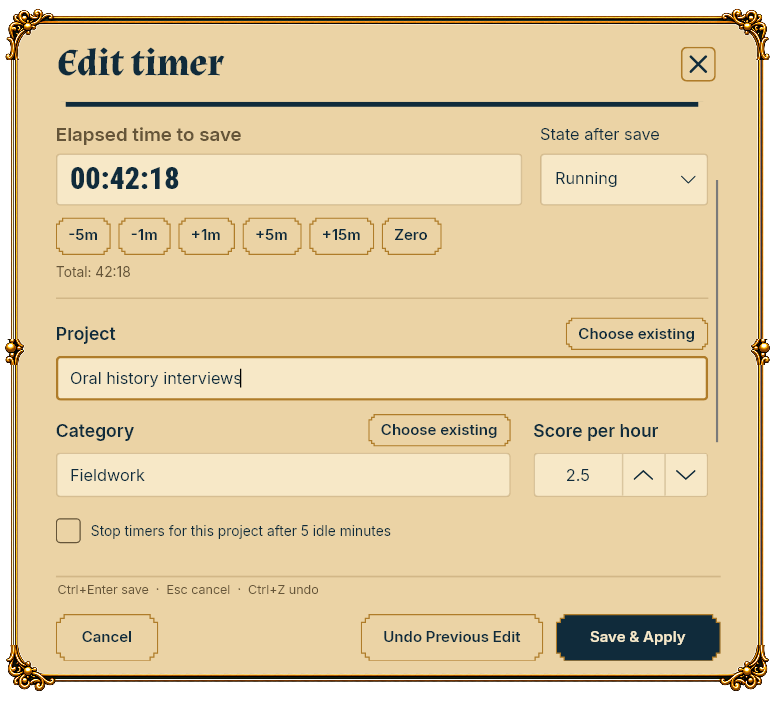 Edit timer
Elapsed time to save
State after save
00:42:18
Running
-5m -1m +1m +5m +15m Zero
Total: 42:18
Project
Choose existing
Oral history interviews
Category
Choose existing
Score per hour
Fieldwork
2.5
Stop timers for this project after 5 idle minutes
Ctrl+Enter save · Esc cancel · Ctrl+Z undo
Cancel
Undo Previous Edit
Save & Apply